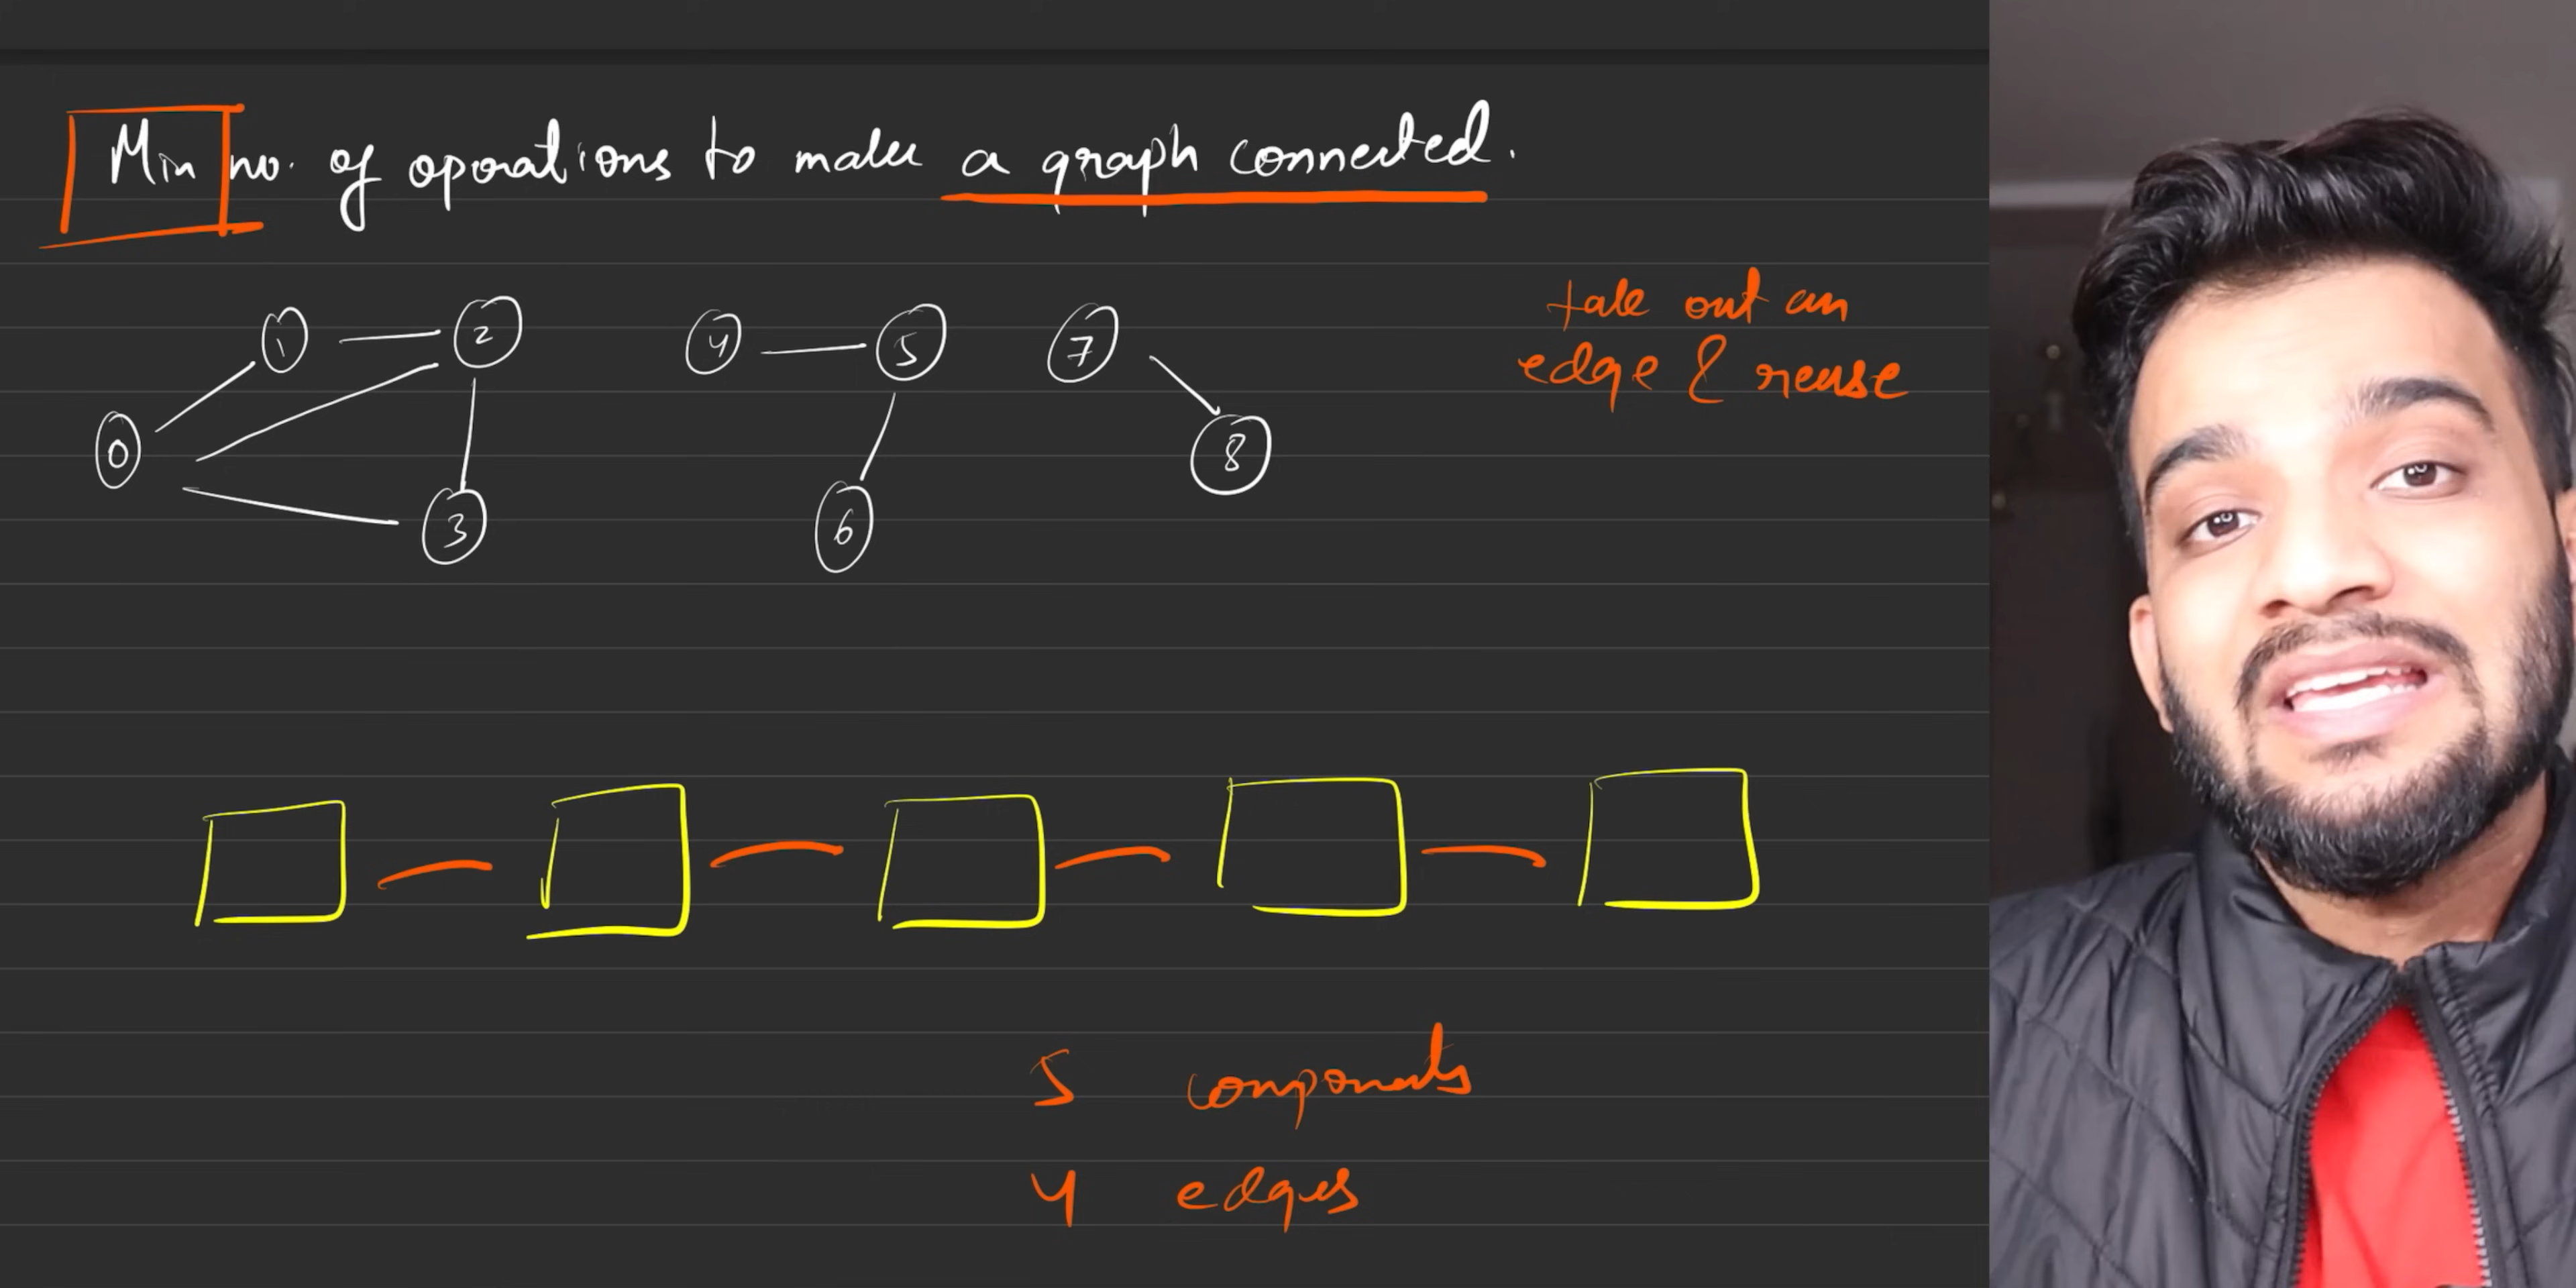 Min no. of operations to make a graph connected.
take out an
edge & reuse
1 2 4 5 7
0 8
3 6
5 components
4 edges